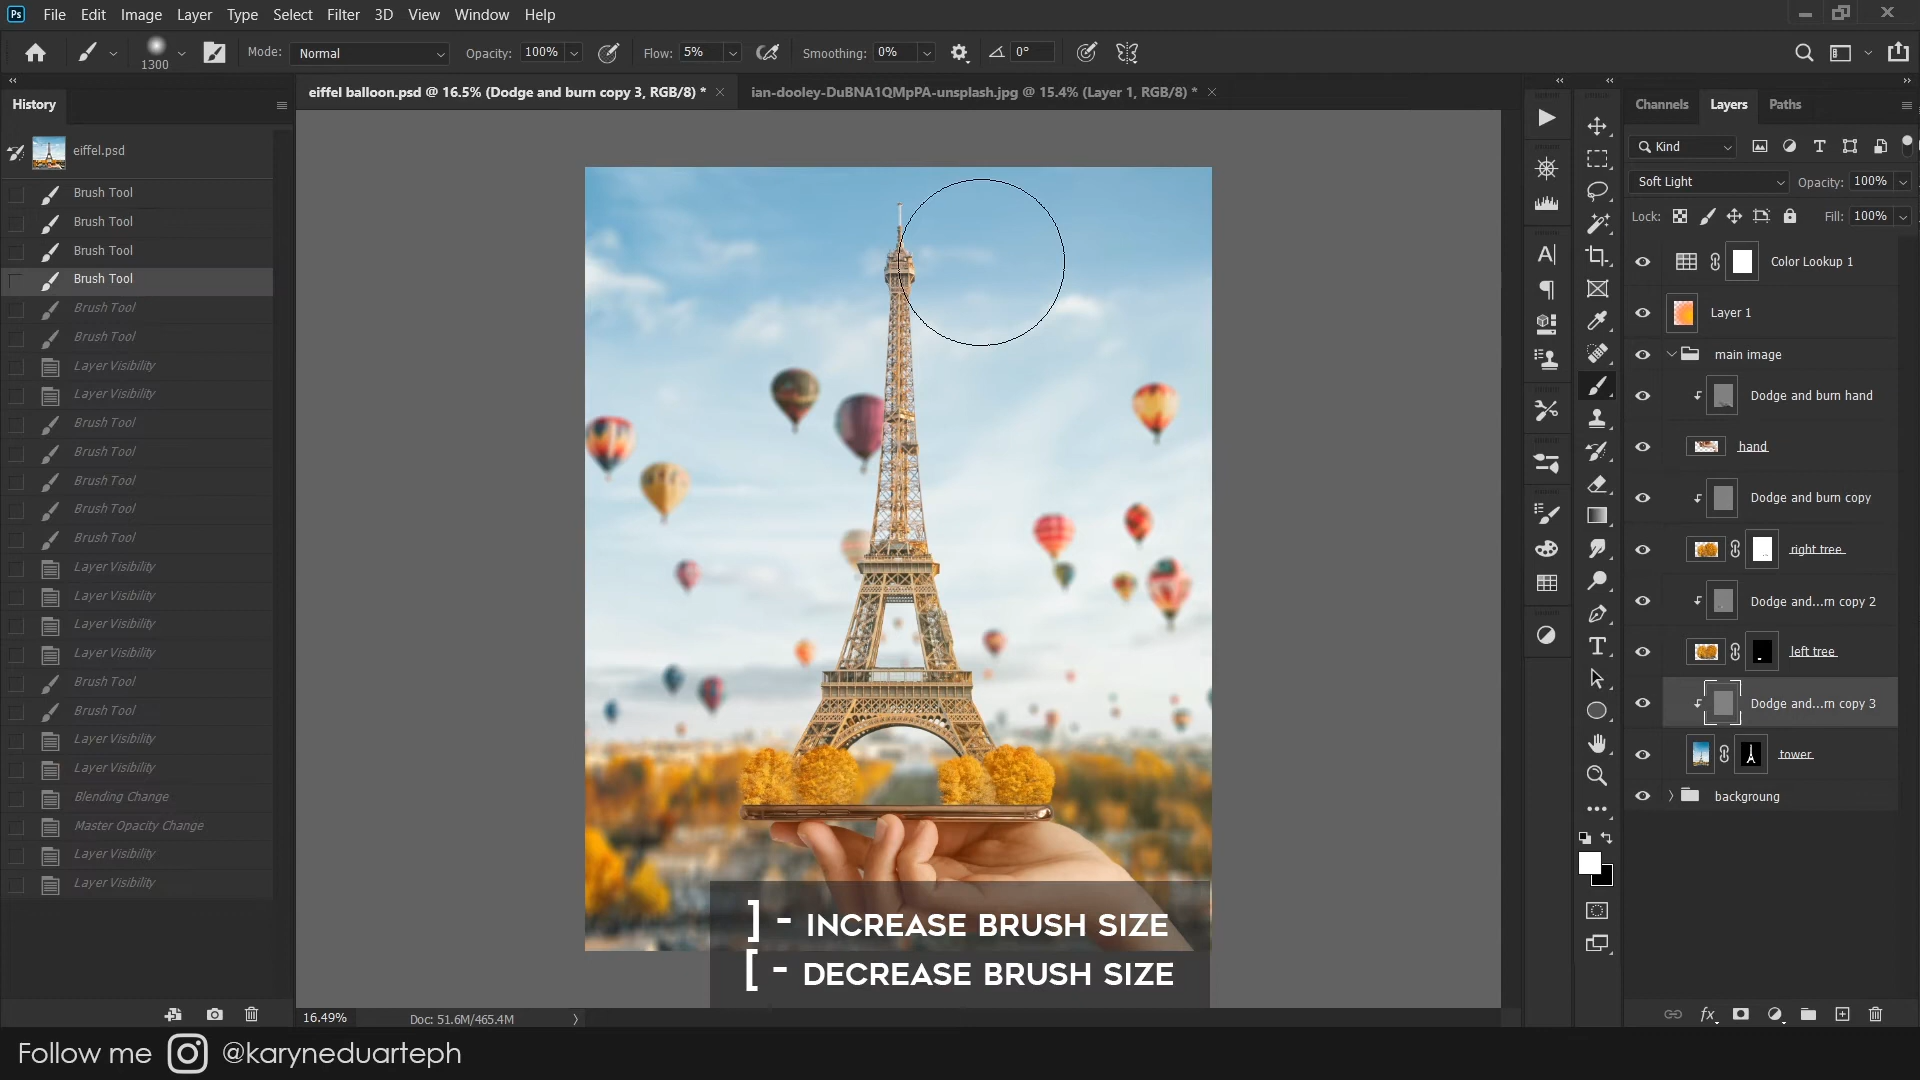 Ps File Edit Image Layer Type Select Filter 3D View Window Help
1300 Mode: Normal Opacity: 100% Flow: 5% Smoothing: 0% 0°
eiffel balloon.psd @ 16.5% (Dodge and burn copy 3, RGB/8) *
ian-dooley-DuBNA1QMpPA-unsplash.jpg @ 15.4% (Layer 1, RGB/8) *
History
eiffel.psd
Brush Tool
Brush Tool
Brush Tool
Brush Tool
Brush Tool
Brush Tool
Layer Visibility
Layer Visibility
Brush Tool
Brush Tool
Brush Tool
Brush Tool
Brush Tool
Layer Visibility
Layer Visibility
Layer Visibility
Layer Visibility
Brush Tool
Brush Tool
Layer Visibility
Layer Visibility
Blending Change
Master Opacity Change
Layer Visibility
Layer Visibility
] - INCREASE BRUSH SIZE
[ - DECREASE BRUSH SIZE
16.49% Doc: 51.6M/465.4M
Channels Layers Paths
Kind
Soft Light Opacity: 100%
Lock: Fill: 100%
Color Lookup 1
Layer 1
main image
Dodge and burn hand
hand
Dodge and burn copy
right tree
Dodge and...rn copy 2
left tree
Dodge and...rn copy 3
tower
backgroung
fx
Follow me @karyneduarteph